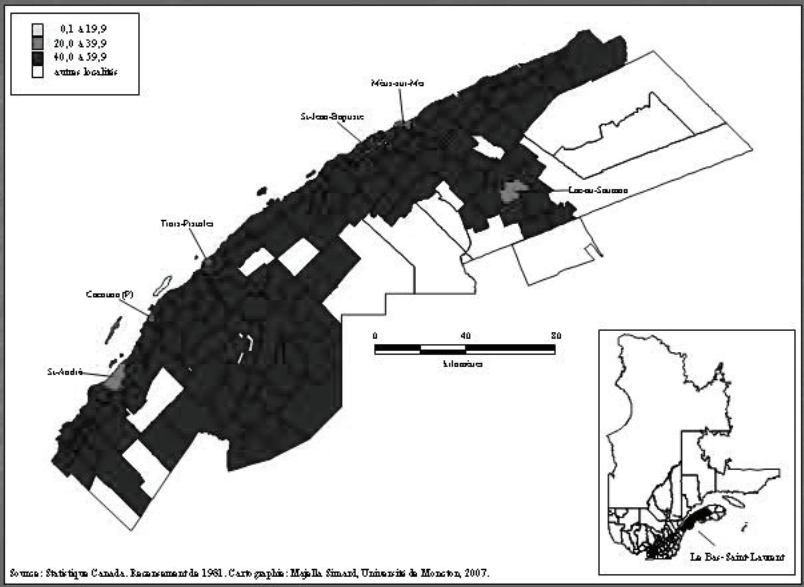 0,1 à 19,9
20,0 à 39,9
40,0 à 59,9
autres localités
Métis-sur-Mer
St-Jean-Baptiste
Lac-au-Saumon
Trois-Pistoles
Cacouna (P)
St-André
0 40 80
kilomètres
Le Bas-Saint-Laurent
Source: Statistique Canada. Recensement de 1981. Cartographie: Majella Simard, Université de Moncton, 2007.